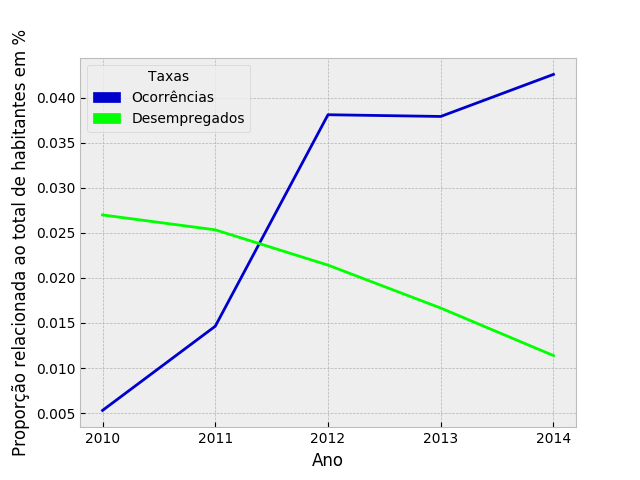 Proporção relacionada ao total de habitantes em %
Taxas
Ocorrências
Desempregados
0.040
0.035
0.030
0.025
0.020
0.015
0.010
0.005
2010 2011 2012 2013 2014
Ano